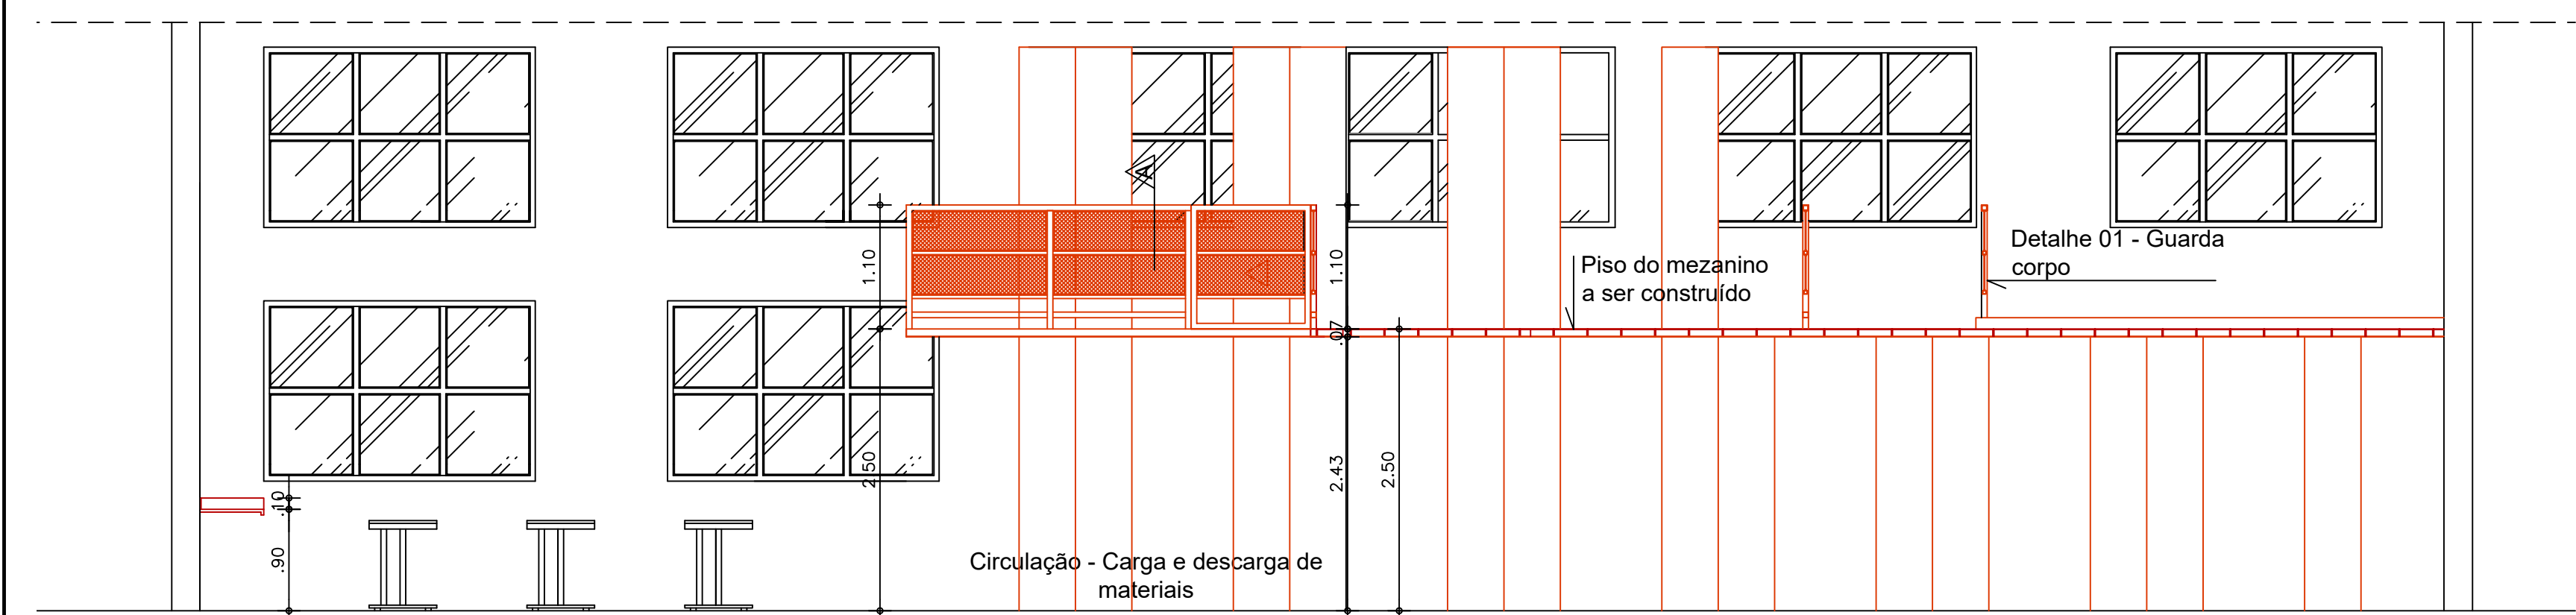 A
1.10
1.10
Detalhe 01 - Guarda
corpo
Piso do mezanino
a ser construído
.07
2.50
2.43
2.50
.10
.90
Circulação - Carga e descarga de
materiais